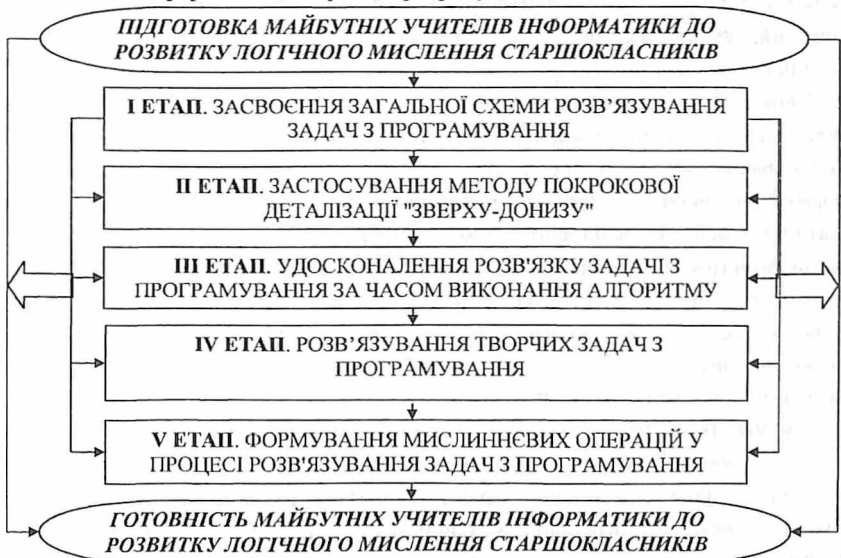 ПІДГОТОВКА МАЙБУТНІХ УЧИТЕЛІВ ІНФОРМАТИКИ ДО
РОЗВИТКУ ЛОГІЧНОГО МИСЛЕННЯ СТАРШОКЛАСНИКІВ
І ЕТАП. ЗАСВОЄННЯ ЗАГАЛЬНОЇ СХЕМИ РОЗВ’ЯЗУВАННЯ
ЗАДАЧ З ПРОГРАМУВАННЯ
ІІ ЕТАП. ЗАСТОСУВАННЯ МЕТОДУ ПОКРОКОВОЇ
ДЕТАЛІЗАЦІЇ "ЗВЕРХУ-ДОНИЗУ"
ІІІ ЕТАП. УДОСКОНАЛЕННЯ РОЗВ'ЯЗКУ ЗАДАЧІ З
ПРОГРАМУВАННЯ ЗА ЧАСОМ ВИКОНАННЯ АЛГОРИТМУ
IV ЕТАП. РОЗВ’ЯЗУВАННЯ ТВОРЧИХ ЗАДАЧ З
ПРОГРАМУВАННЯ
V ЕТАП. ФОРМУВАННЯ МИСЛИННЄВИХ ОПЕРАЦІЙ У
ПРОЦЕСІ РОЗВ'ЯЗУВАННЯ ЗАДАЧ З ПРОГРАМУВАННЯ
ГОТОВНІСТЬ МАЙБУТНІХ УЧИТЕЛІВ ІНФОРМАТИКИ ДО
РОЗВИТКУ ЛОГІЧНОГО МИСЛЕННЯ СТАРШОКЛАСНИКІВ